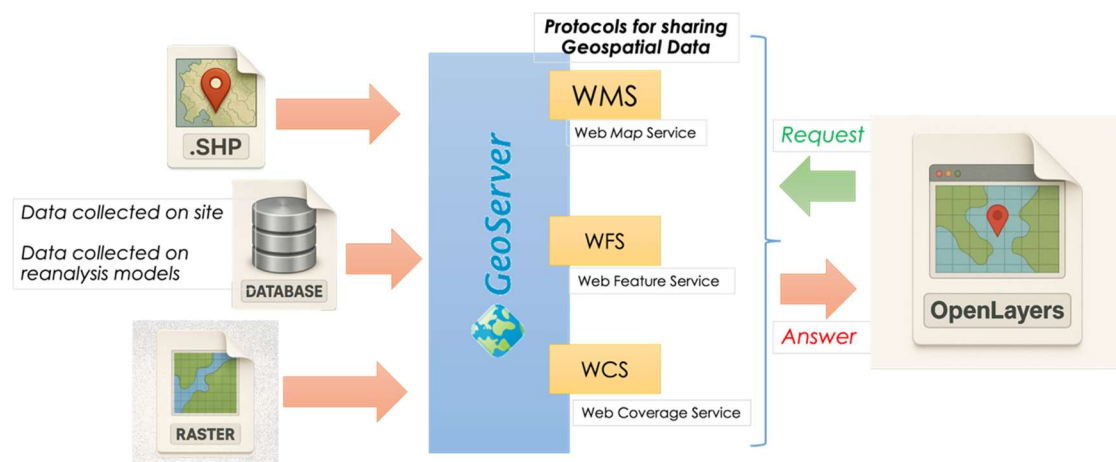 Protocols for sharing
Geospatial Data
.SHP
Data collected on site
Data collected on
reanalysis models
DATABASE
RASTER
GeoServer
WMS
Web Map Service
WFS
Web Feature Service
WCS
Web Coverage Service
Request
Answer
OpenLayers